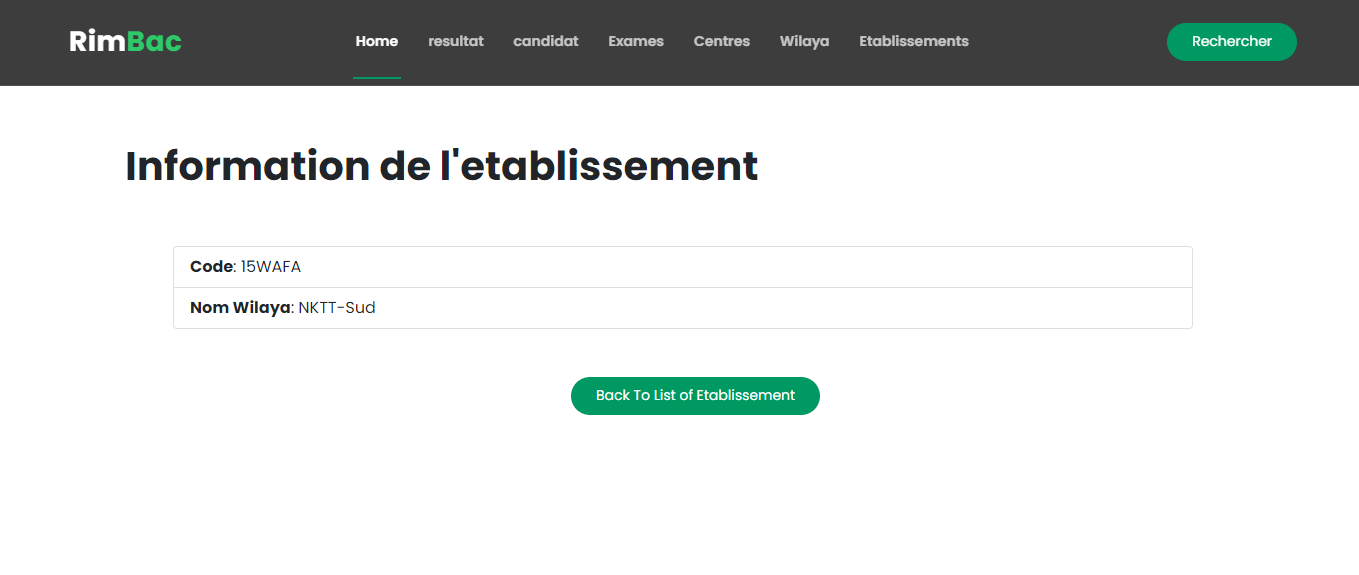 RimBac
Home resultat candidat Exames Centres Wilaya Etablissements
Rechercher
Information de l'etablissement
Code: 15WAFA
Nom Wilaya: NKTT-Sud
Back To List of Etablissement